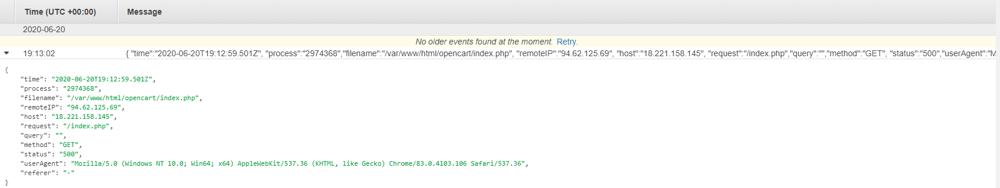 Time (UTC +00:00) Message
2020-06-20
No older events found at the moment. Retry.
19:13:02 { "time":"2020-06-20T19:12:59.501Z", "process":"2974368","filename":"/var/www/html/opencart/index.php", "remoteIP":"94.62.125.69", "host":"18.221.158.145", "request":"/index.php","query":"","method":"GET", "status":"500","userAgent":"M
{
"time": "2020-06-20T19:12:59.501Z",
"process": "2974368",
"filename": "/var/www/html/opencart/index.php",
"remoteIP": "94.62.125.69",
"host": "18.221.158.145",
"request": "/index.php",
"query": "",
"method": "GET",
"status": "500",
"userAgent": "Mozilla/5.0 (Windows NT 10.0; Win64; x64) AppleWebKit/537.36 (KHTML, like Gecko) Chrome/83.0.4103.106 Safari/537.36",
"referer": "-"
}